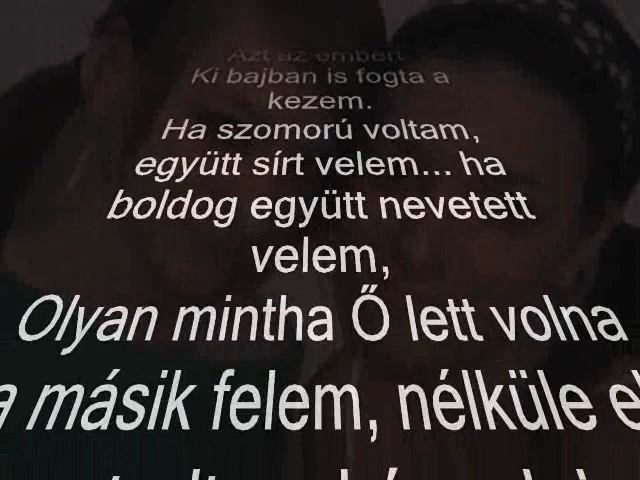 Azt az embert
Ki bajban is fogta a
kezem.
Ha szomorú voltam,
együtt sírt velem... ha
boldog együtt nevetett
velem,
Olyan mintha Ő lett volna
a másik felem, nélküle